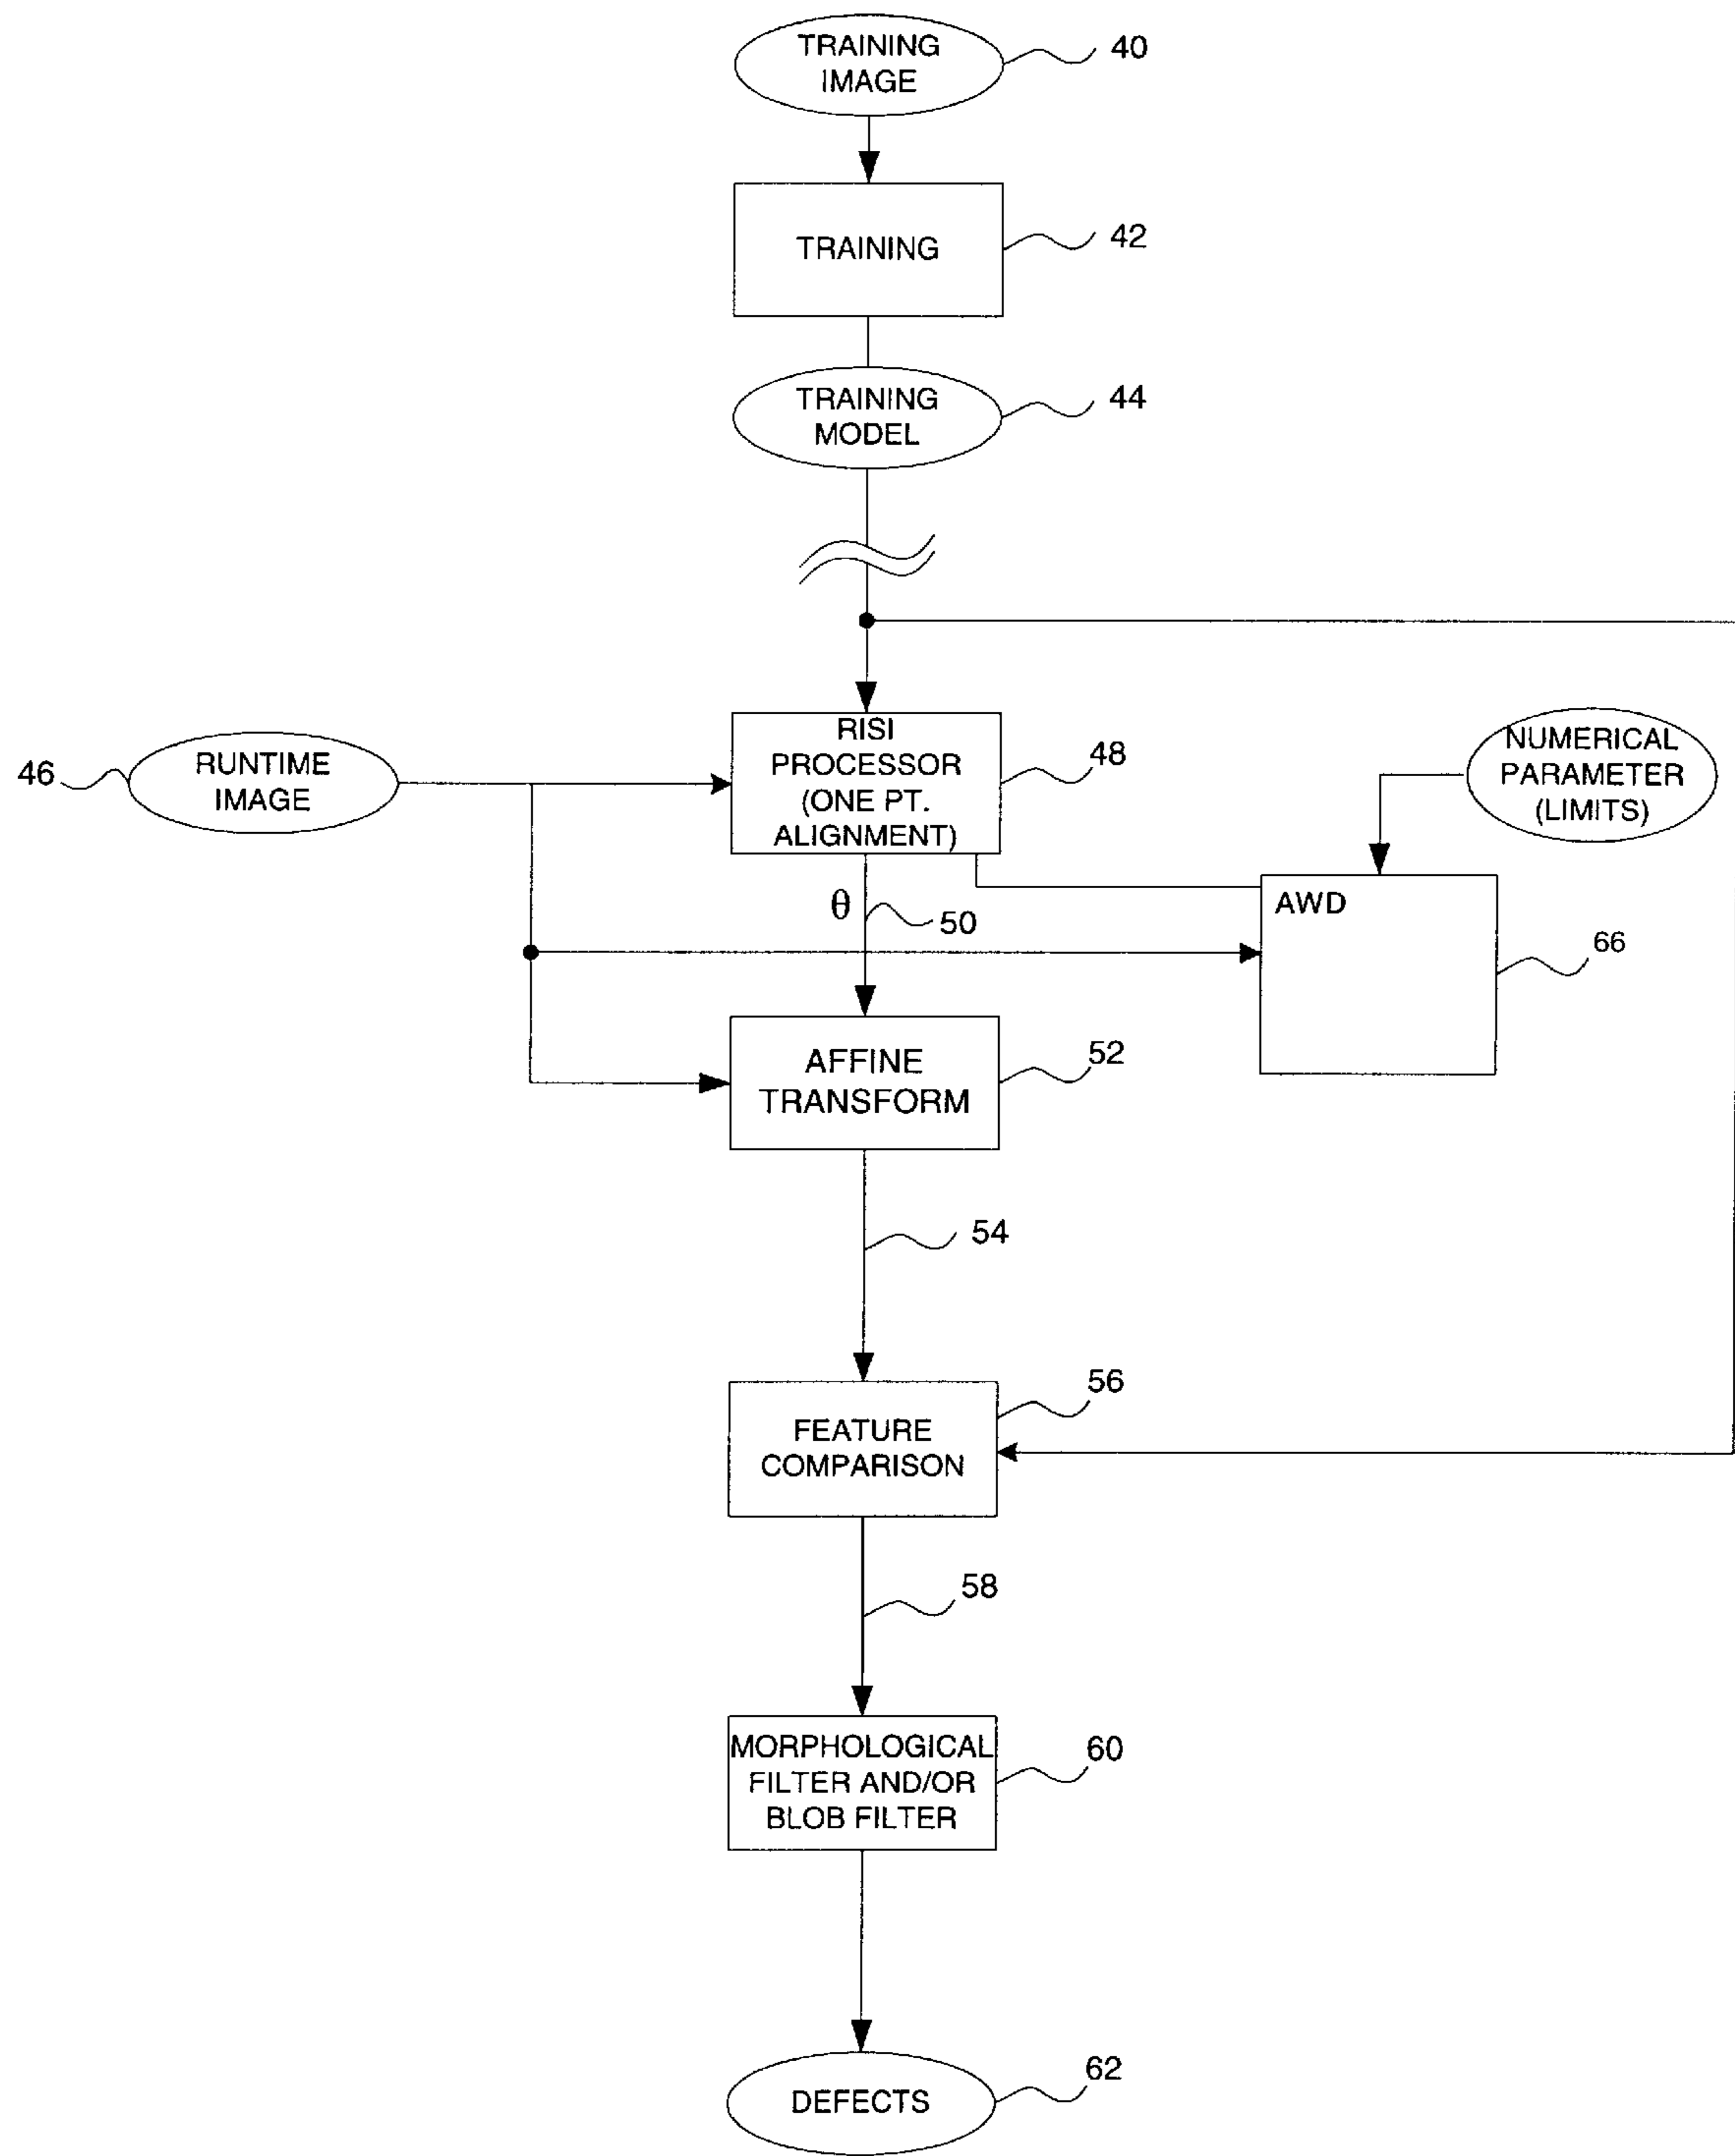 TRAINING
IMAGE
40
TRAINING
42
TRAINING
MODEL
44
46
RUNTIME
IMAGE
RISI
PROCESSOR
(ONE PT.
ALIGNMENT)
48
NUMERICAL
PARAMETER
(LIMITS)
θ
50
AWD
66
AFFINE
TRANSFORM
52
54
FEATURE
COMPARISON
56
58
MORPHOLOGICAL
FILTER AND/OR
BLOB FILTER
60
DEFECTS
62